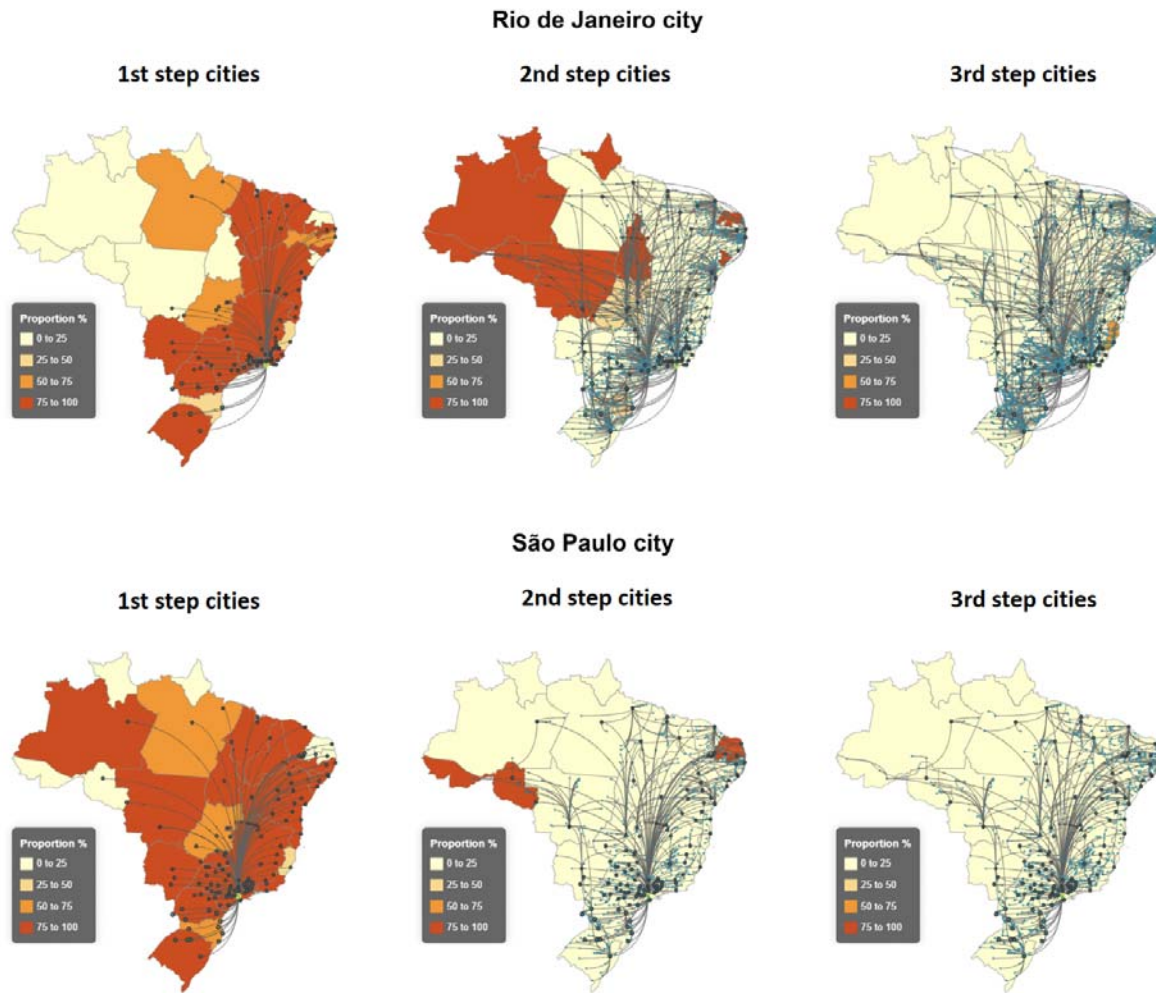 Rio de Janeiro city
1st step cities
2nd step cities
3rd step cities
Proportion %
0 to 25
25 to 50
50 to 75
75 to 100
Proportion %
0 to 25
25 to 50
50 to 75
75 to 100
Proportion %
0 to 25
25 to 50
50 to 75
75 to 100
São Paulo city
1st step cities
2nd step cities
3rd step cities
Proportion %
0 to 25
25 to 50
50 to 75
75 to 100
Proportion %
0 to 25
25 to 50
50 to 75
75 to 100
Proportion %
0 to 25
25 to 50
50 to 75
75 to 100